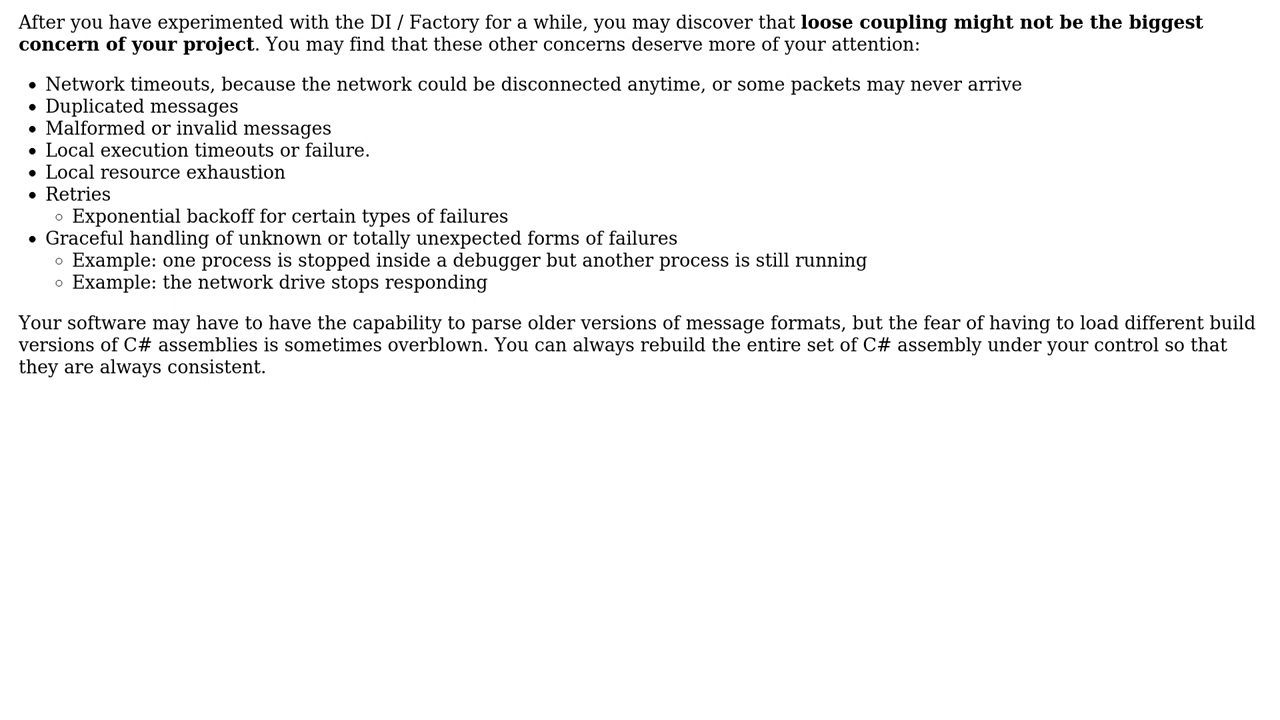 After you have experimented with the DI / Factory for a while, you may discover that loose coupling might not be the biggest
concern of your project. You may find that these other concerns deserve more of your attention:
• Network timeouts, because the network could be disconnected anytime, or some packets may never arrive
• Duplicated messages
• Malformed or invalid messages
• Local execution timeouts or failure.
• Local resource exhaustion
• Retries
◦ Exponential backoff for certain types of failures
• Graceful handling of unknown or totally unexpected forms of failures
◦ Example: one process is stopped inside a debugger but another process is still running
◦ Example: the network drive stops responding
Your software may have to have the capability to parse older versions of message formats, but the fear of having to load different build
versions of C# assemblies is sometimes overblown. You can always rebuild the entire set of C# assembly under your control so that
they are always consistent.